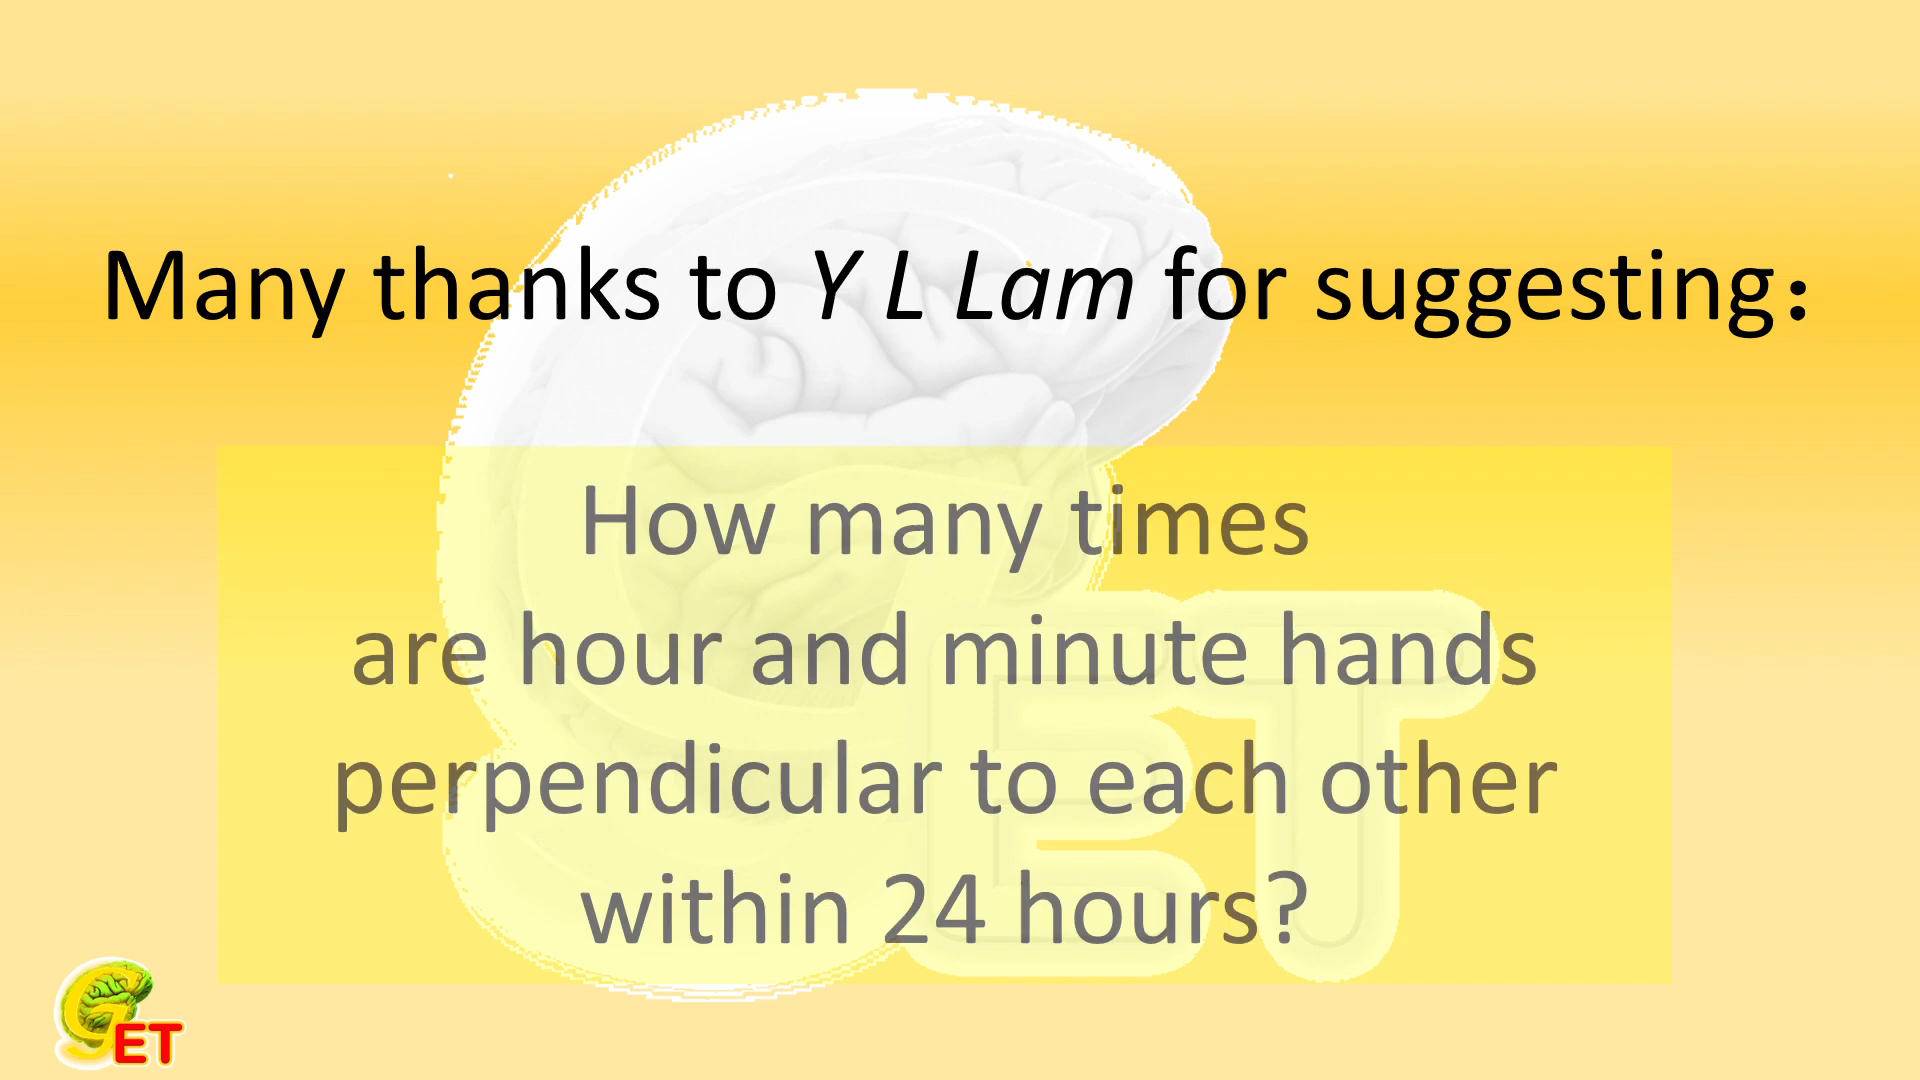 Many thanks to Y L Lam for suggesting：
How many times
are hour and minute hands
perpendicular to each other
within 24 hours?
GET